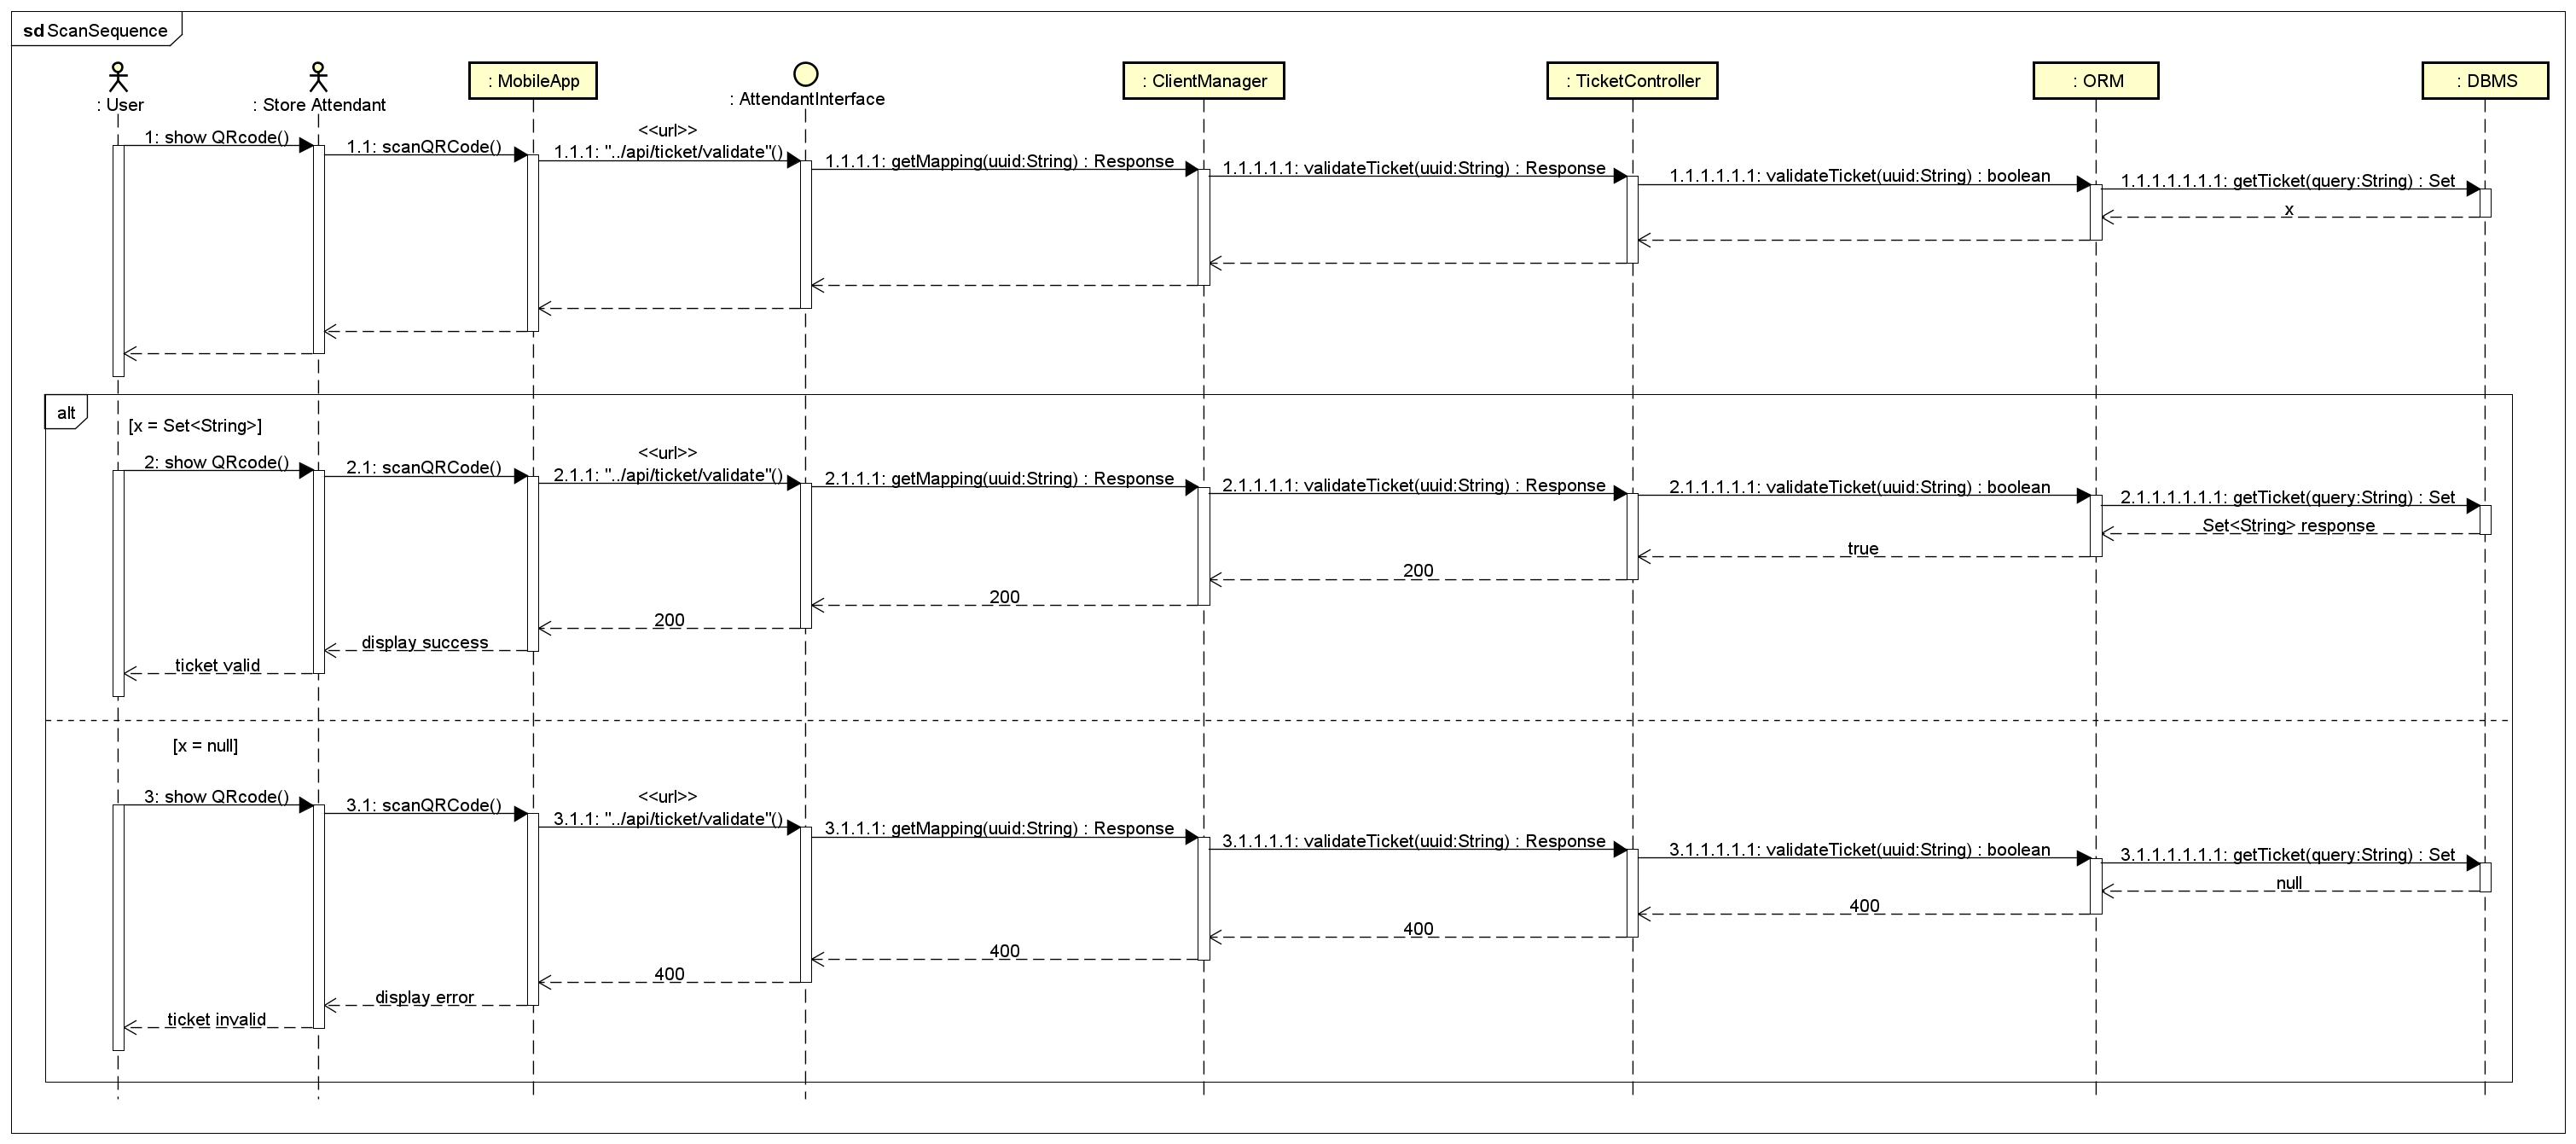 sd ScanSequence
: User
: Store Attendant
: MobileApp
: AttendantInterface
: ClientManager
: TicketController
: ORM
: DBMS
1: show QRcode()
1.1: scanQRCode()
<<url>>
1.1.1: "../api/ticket/validate"()
1.1.1.1: getMapping(uuid:String) : Response
1.1.1.1.1: validateTicket(uuid:String) : Response
1.1.1.1.1.1: validateTicket(uuid:String) : boolean
1.1.1.1.1.1.1: getTicket(query:String) : Set
x
alt
[x = Set<String>]
2: show QRcode()
2.1: scanQRCode()
<<url>>
2.1.1: "../api/ticket/validate"()
2.1.1.1: getMapping(uuid:String) : Response
2.1.1.1.1: validateTicket(uuid:String) : Response
2.1.1.1.1.1: validateTicket(uuid:String) : boolean
2.1.1.1.1.1.1: getTicket(query:String) : Set
Set<String> response
true
200
200
200
display success
ticket valid
[x = null]
3: show QRcode()
3.1: scanQRCode()
<<url>>
3.1.1: "../api/ticket/validate"()
3.1.1.1: getMapping(uuid:String) : Response
3.1.1.1.1: validateTicket(uuid:String) : Response
3.1.1.1.1.1: validateTicket(uuid:String) : boolean
3.1.1.1.1.1.1: getTicket(query:String) : Set
null
400
400
400
400
display error
ticket invalid